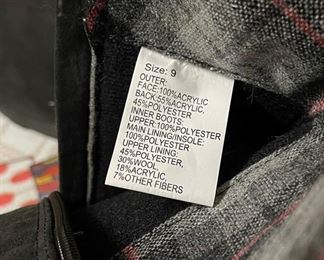 Size: 9
OUTER:
FACE:100%ACRYLIC
BACK:55%ACRYLIC,
45%POLYESTER
INNER BOOTS:
UPPER:100%POLYESTER
MAIN LINING/INSOLE:
100%POLYESTER
UPPER LINING:
45%POLYESTER,
30%WOOL,
18%ACRYLIC,
7%OTHER FIBERS